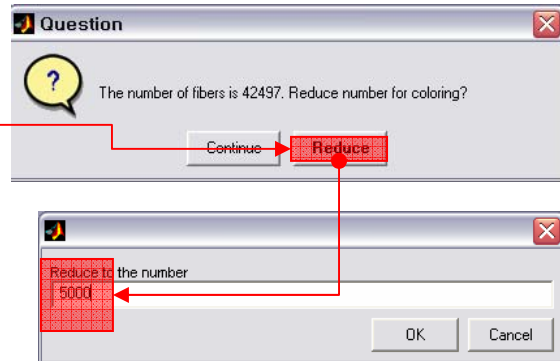 Question
?
The number of fibers is 42497. Reduce number for coloring?
Continue Reduce
Reduce to the number
5000
OK Cancel